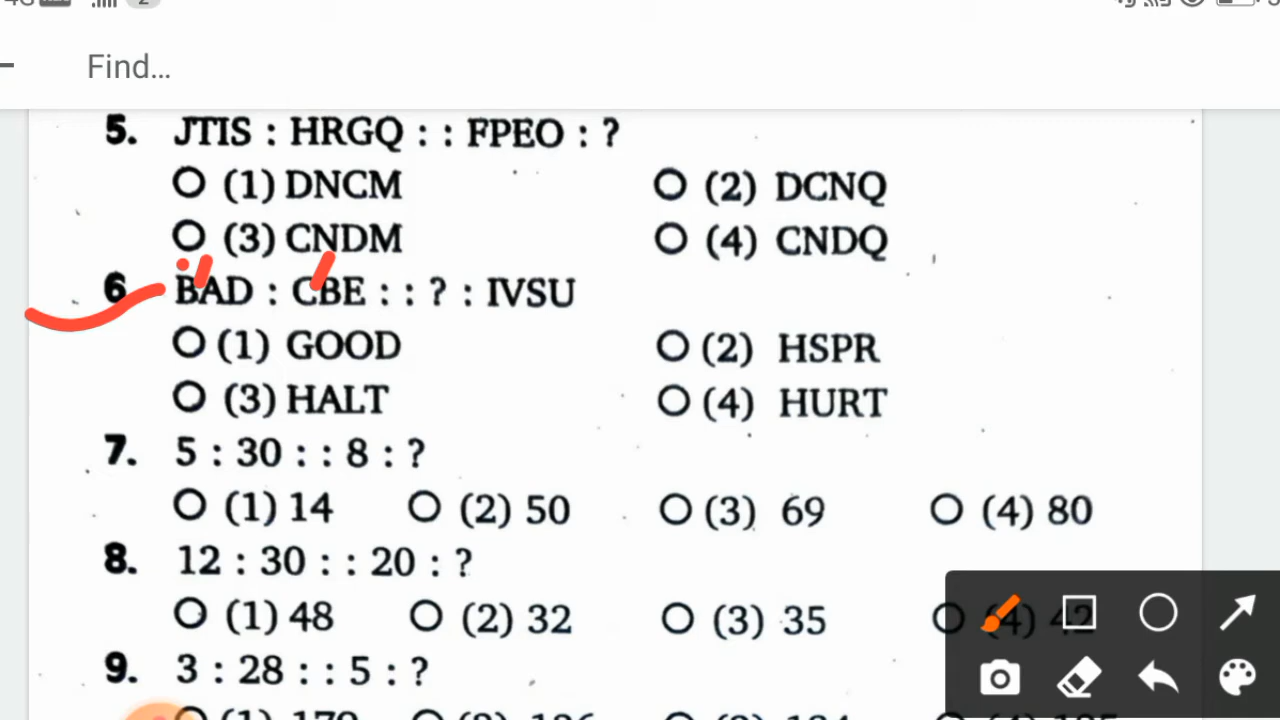 Find...
5. JTIS : HRGQ : : FPEO : ?
(1) DNCM (2) DCNQ
(3) CNDM (4) CNDQ
6 BAD : CBE : : ? : IVSU
(1) GOOD (2) HSPR
(3) HALT (4) HURT
7. 5 : 30 : : 8 : ?
(1) 14 (2) 50 (3) 69 (4) 80
8. 12 : 30 : : 20 : ?
(1) 48 (2) 32 (3) 35 (4) 42
9. 3 : 28 : : 5 : ?